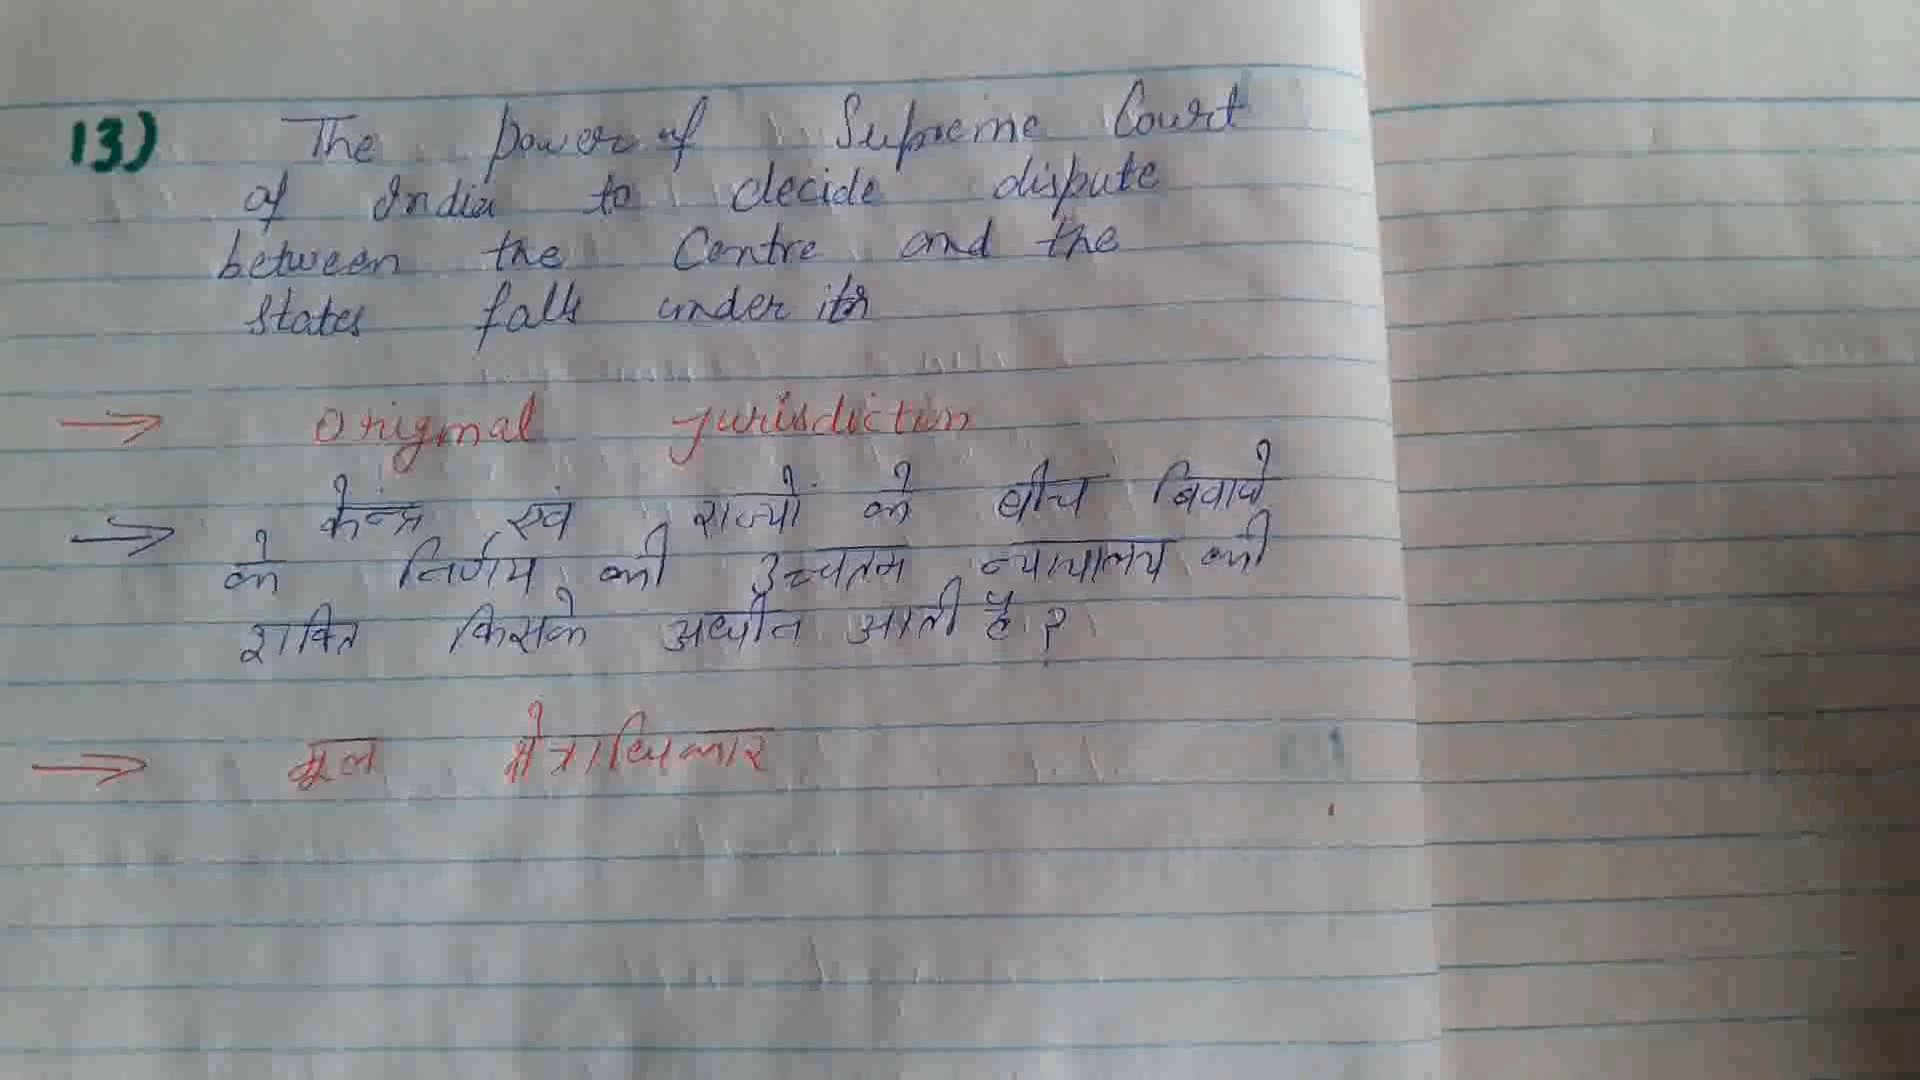 13) The power of Supreme Court
of India to decide dispute
between the Centre and the
states falls under its
→ Original Jurisdiction
→ केन्द्र एवं राज्यों के बीच विवादो
के निर्णय की उच्चतम न्यायालय की
शक्ति किसके अधीन आती है ?
→ मूल क्षेत्राधिकार